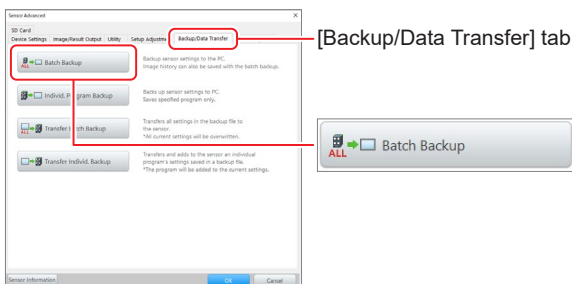 Sensor Advanced
SD Card
Device Settings Image/Result Output Utility Setup Adjustme Backup/Data Transfer
[Backup/Data Transfer] tab
ALL Batch Backup
Backup sensor settings to the PC.
Image history can also be saved with the batch backup.
Individ. P gram Backup
Backs up sensor settings to PC.
Saves specified program only.
ALL Batch Backup
ALL Transfer B tch Backup
Transfers all settings in the backup file to
the sensor.
*All current settings will be overwritten.
Transfer Individ. Backup
Transfers and adds to the sensor an individual
program's settings saved in a backup file.
*The program will be added to the current settings.
Sensor Information
OK Cancel